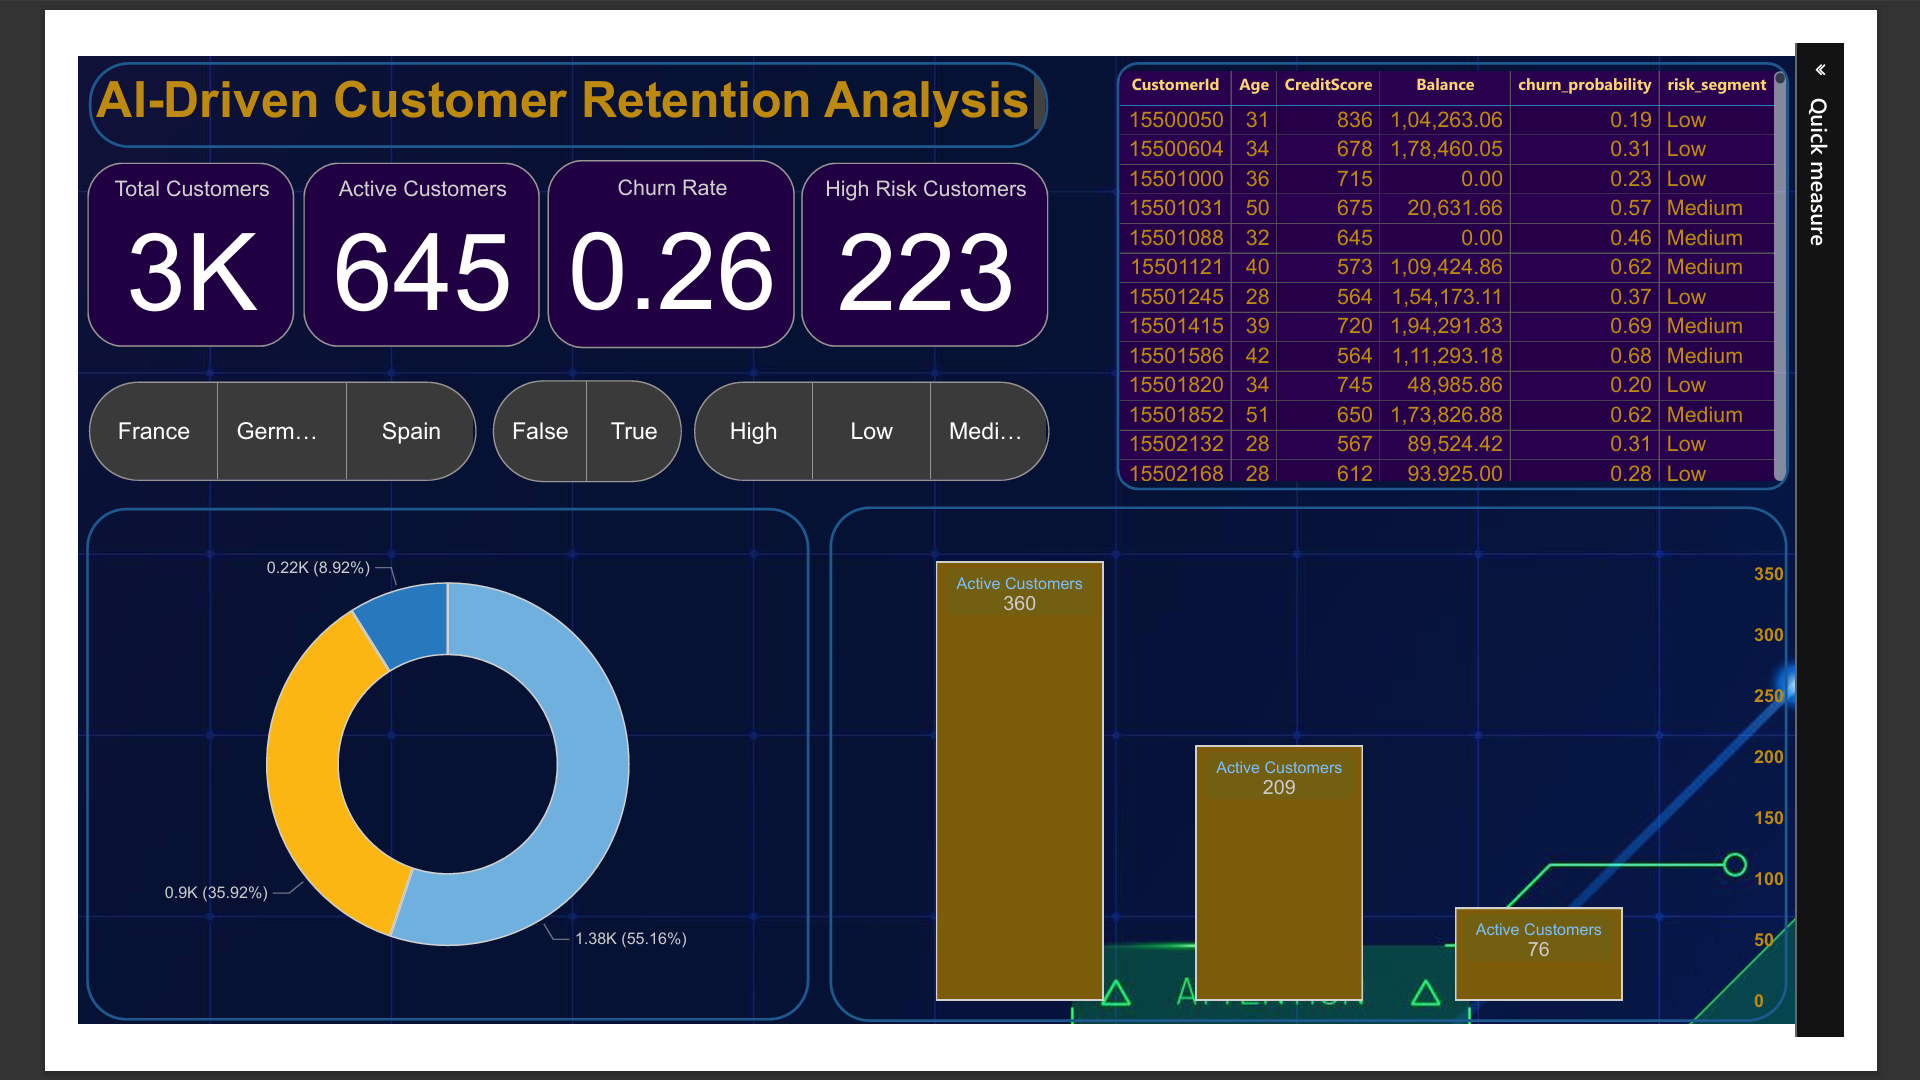 AI-Driven Customer Retention Analysis
Total Customers
3K
Active Customers
645
Churn Rate
0.26
High Risk Customers
223
France Germ… Spain
False True
High Low Medi…
CustomerId Age CreditScore Balance churn_probability risk_segment
15500050 31 836 1,04,263.06 0.19 Low
15500604 34 678 1,78,460.05 0.31 Low
15501000 36 715 0.00 0.23 Low
15501031 50 675 20,631.66 0.57 Medium
15501088 32 645 0.00 0.46 Medium
15501121 40 573 1,09,424.86 0.62 Medium
15501245 28 564 1,54,173.11 0.37 Low
15501415 39 720 1,94,291.83 0.69 Medium
15501586 42 564 1,11,293.18 0.68 Medium
15501820 34 745 48,985.86 0.20 Low
15501852 51 650 1,73,826.88 0.62 Medium
15502132 28 567 89,524.42 0.31 Low
15502168 28 612 93,925.00 0.28 Low
« Quick measure
0.22K (8.92%)
0.9K (35.92%)
1.38K (55.16%)
Active Customers
360
Active Customers
209
Active Customers
76
350
300
250
200
150
100
50
0